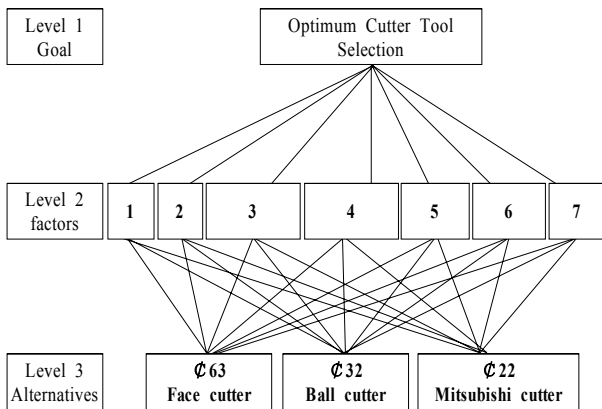 Level 1
Goal
Optimum Cutter Tool
Selection
Level 2
factors
1
2
3
4
5
6
7
Level 3
Alternatives
₵63
Face cutter
₵32
Ball cutter
₵22
Mitsubishi cutter